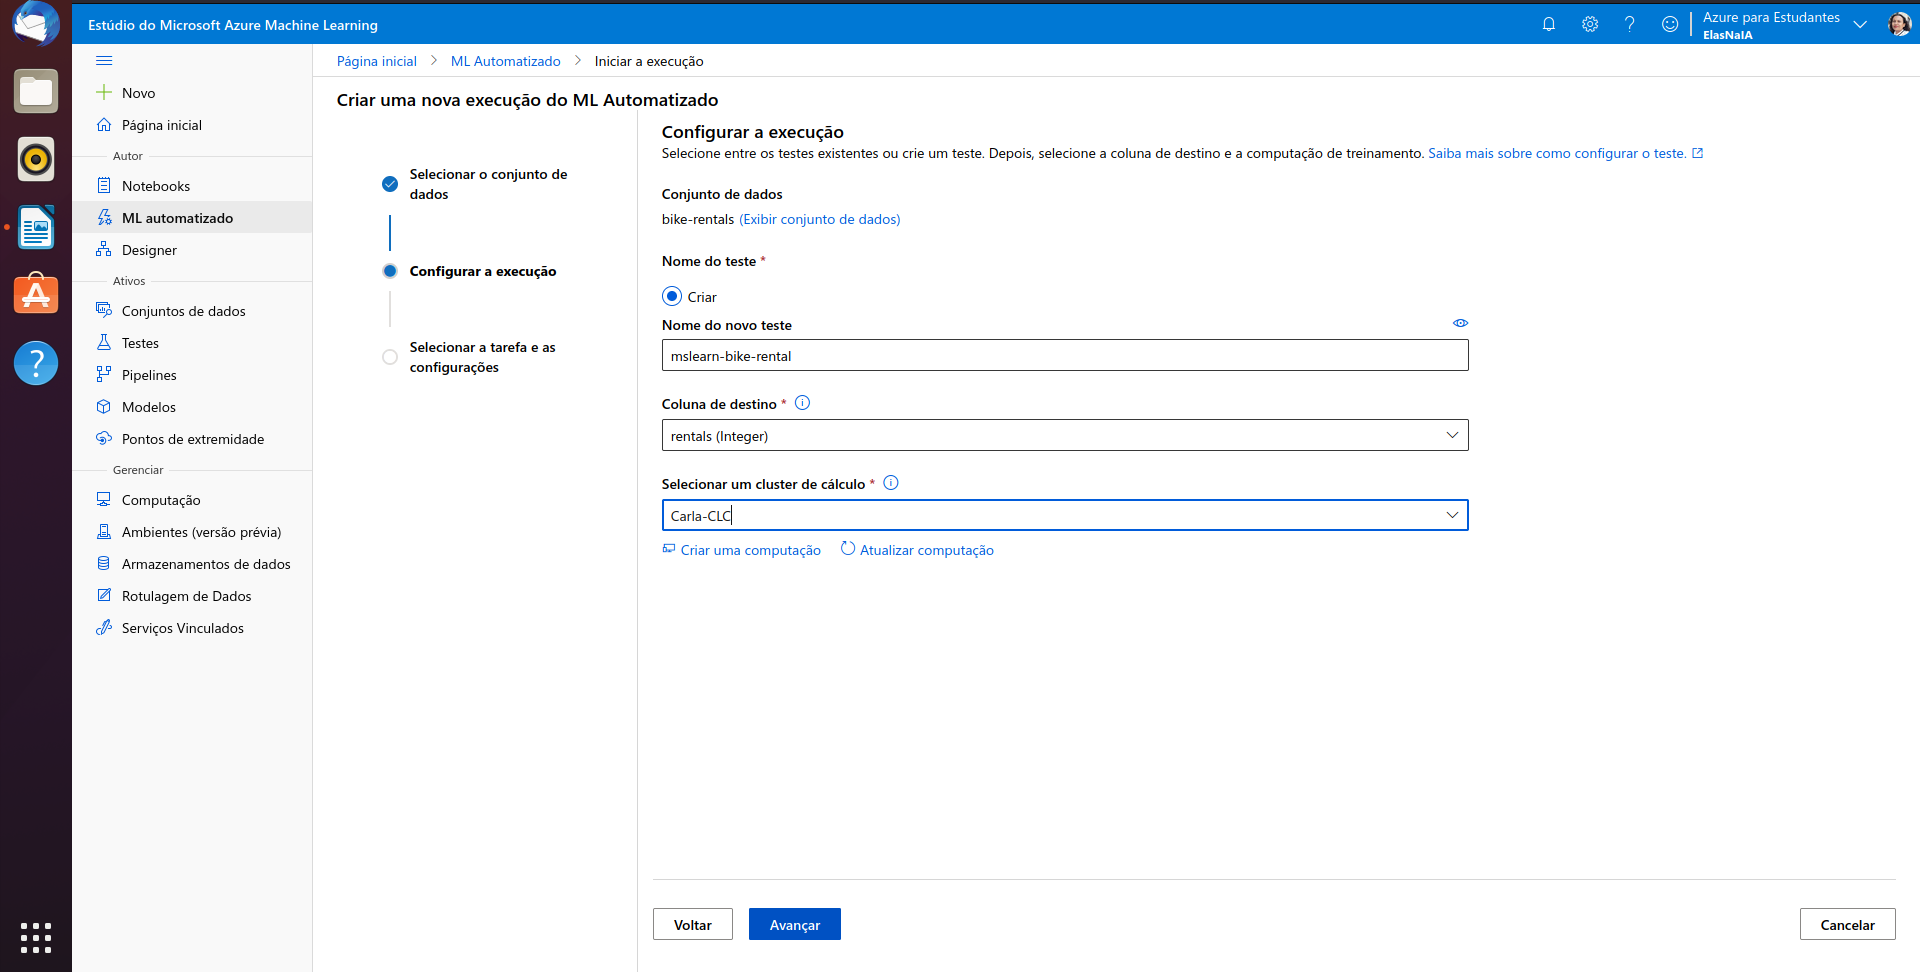 Estúdio do Microsoft Azure Machine Learning
Azure para Estudantes
ElasNaIA
Novo
Página inicial
Autor
Notebooks
ML automatizado
Designer
Ativos
Conjuntos de dados
Testes
Pipelines
Modelos
Pontos de extremidade
Gerenciar
Computação
Ambientes (versão prévia)
Armazenamentos de dados
Rotulagem de Dados
Serviços Vinculados
Página inicial > ML Automatizado > Iniciar a execução
Criar uma nova execução do ML Automatizado
Selecionar o conjunto de
dados
Configurar a execução
Selecionar a tarefa e as
configurações
Configurar a execução
Selecione entre os testes existentes ou crie um teste. Depois, selecione a coluna de destino e a computação de treinamento. Saiba mais sobre como configurar o teste.
Conjunto de dados
bike-rentals (Exibir conjunto de dados)
Nome do teste *
Criar
Nome do novo teste
mslearn-bike-rental
Coluna de destino *
rentals (Integer)
Selecionar um cluster de cálculo *
Carla-CLC
Criar uma computação Atualizar computação
Voltar Avançar Cancelar